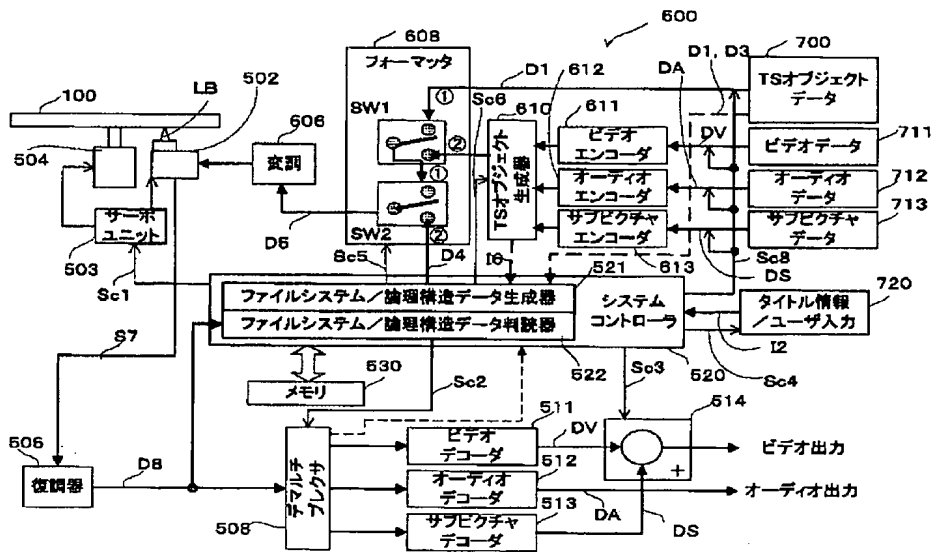 600
608
フォーマッタ
D1
612
D1, D3
DA
700
TSオブジェクト
データ
100
LB
502
SW1
①
Sc6
610
611
606
②
ビデオ
エンコーダ
DV
ビデオデータ
711
504
変調
①
TSオブジェクト
生成器
オーディオ
エンコーダ
オーディオ
データ
712
サーボ
ユニット
D6
SW2
②
サブピクチャ
エンコーダ
サブピクチャ
データ
713
503
Sc1
Sc5
D4
I6
521
613
Sc8
DS
ファイルシステム/論理構造データ生成器
ファイルシステム/論理構造データ判読器
システム
コントローラ
タイトル情報
/ユーザ入力
720
I2
Sc4
S7
メモリ
530
Sc2
522
520
Sc3
511
514
506
復調器
D8
デマルチ
プレクサ
508
ビデオ
デコーダ
DV
512
+
ビデオ出力
オーディオ
デコーダ
513
DA
オーディオ出力
サブピクチャ
デコーダ
DS